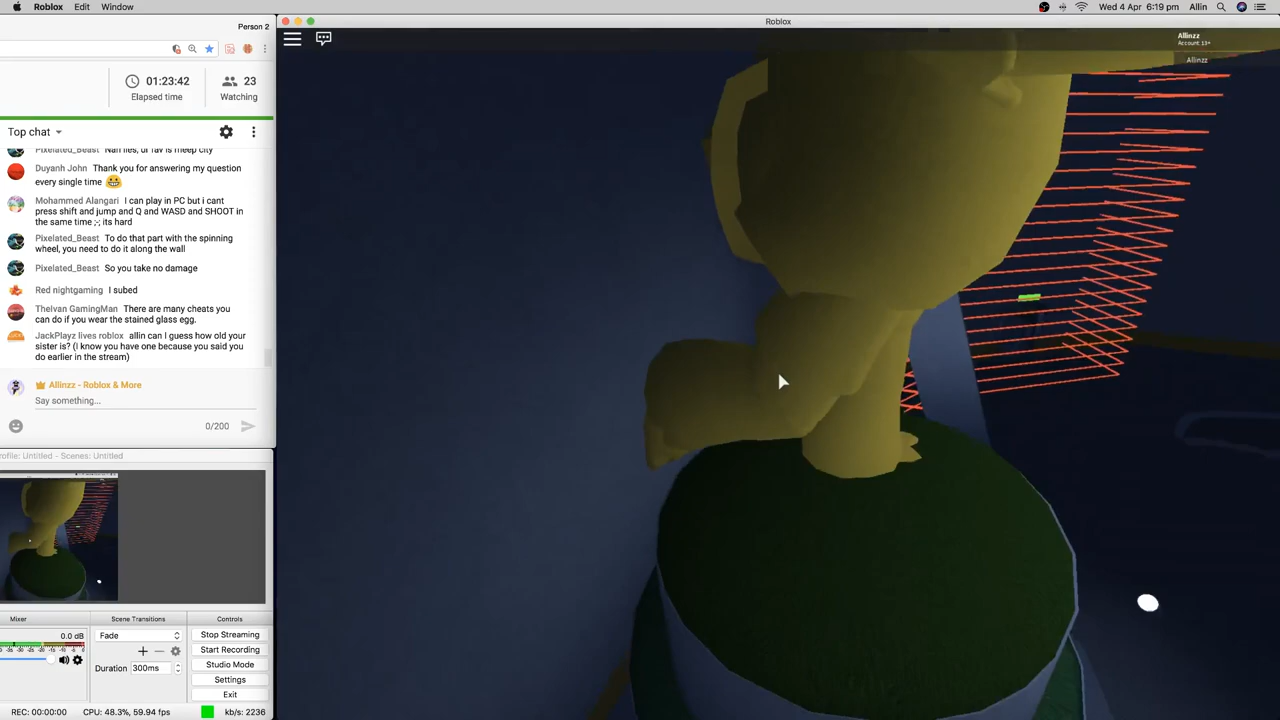 Roblox Edit Window
Wed 4 Apr 6:19 pm Allin
Person 2
Roblox
Allinzz
Account: 13+
Allinzz
01:23:42
Elapsed time
23
Watching
Top chat
Duyanh John Thank you for answering my question
every single time
Mohammed Alangari I can play in PC but i cant
press shift and jump and Q and WASD and SHOOT in
the same time ;-; its hard
Pixelated_Beast To do that part with the spinning
wheel, you need to do it along the wall
Pixelated_Beast So you take no damage
Red nightgaming I subed
TheIvan GamingMan There are many cheats you
can do if you wear the stained glass egg.
JackPlayz lives roblox allin can I guess how old your
sister is? (I know you have one because you said you
do earlier in the stream)
Allinzz - Roblox & More
Say something...
0/200
Profile: Untitled - Scenes: Untitled
Mixer
Scene Transitions
Controls
0.0 dB
Fade
Duration 300ms
Stop Streaming
Start Recording
Studio Mode
Settings
Exit
REC: 00:00:00 CPU: 48.3%, 59.94 fps kb/s: 2236